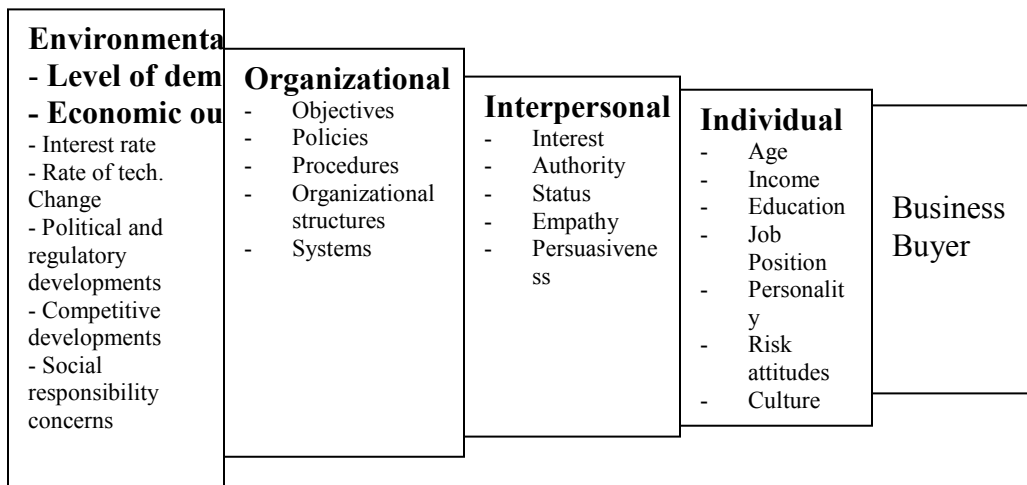 Environmenta
- Level of dem
- Economic ou
- Interest rate
- Rate of tech.
Change
- Political and
regulatory
developments
- Competitive
developments
- Social
responsibility
concerns
Organizational
- Objectives
- Policies
- Procedures
- Organizational
structures
- Systems
Interpersonal
- Interest
- Authority
- Status
- Empathy
- Persuasivene
ss
Individual
- Age
- Income
- Education
- Job
Position
- Personalit
y
- Risk
attitudes
- Culture
Business
Buyer